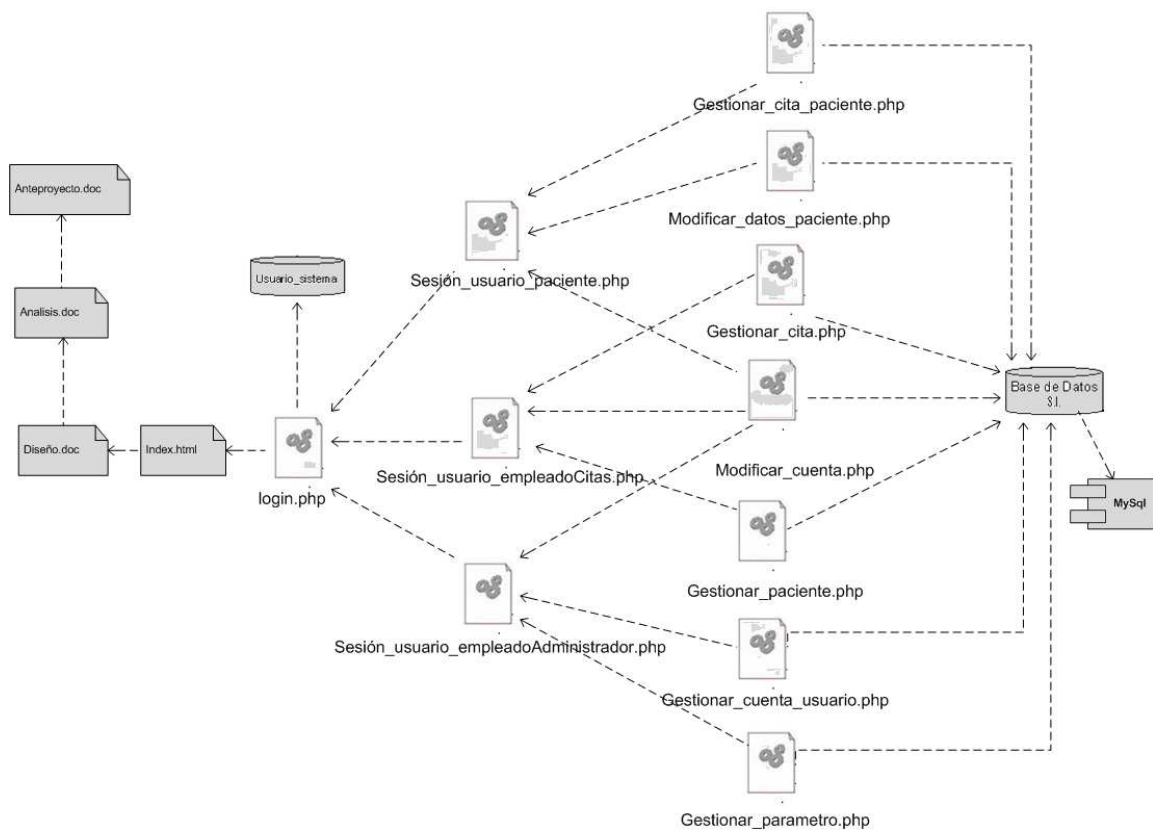 Gestionar_cita_paciente.php
Anteproyecto.doc
Modificar_datos_paciente.php
Usuario_sistema
Sesión_usuario_paciente.php
Analisis.doc
Gestionar_cita.php
Base de Datos
S.I.
Diseño.doc
Index.html
Sesión_usuario_empleadoCitas.php
Modificar_cuenta.php
login.php
MySql
Gestionar_paciente.php
Sesión_usuario_empleadoAdministrador.php
Gestionar_cuenta_usuario.php
Gestionar_parametro.php